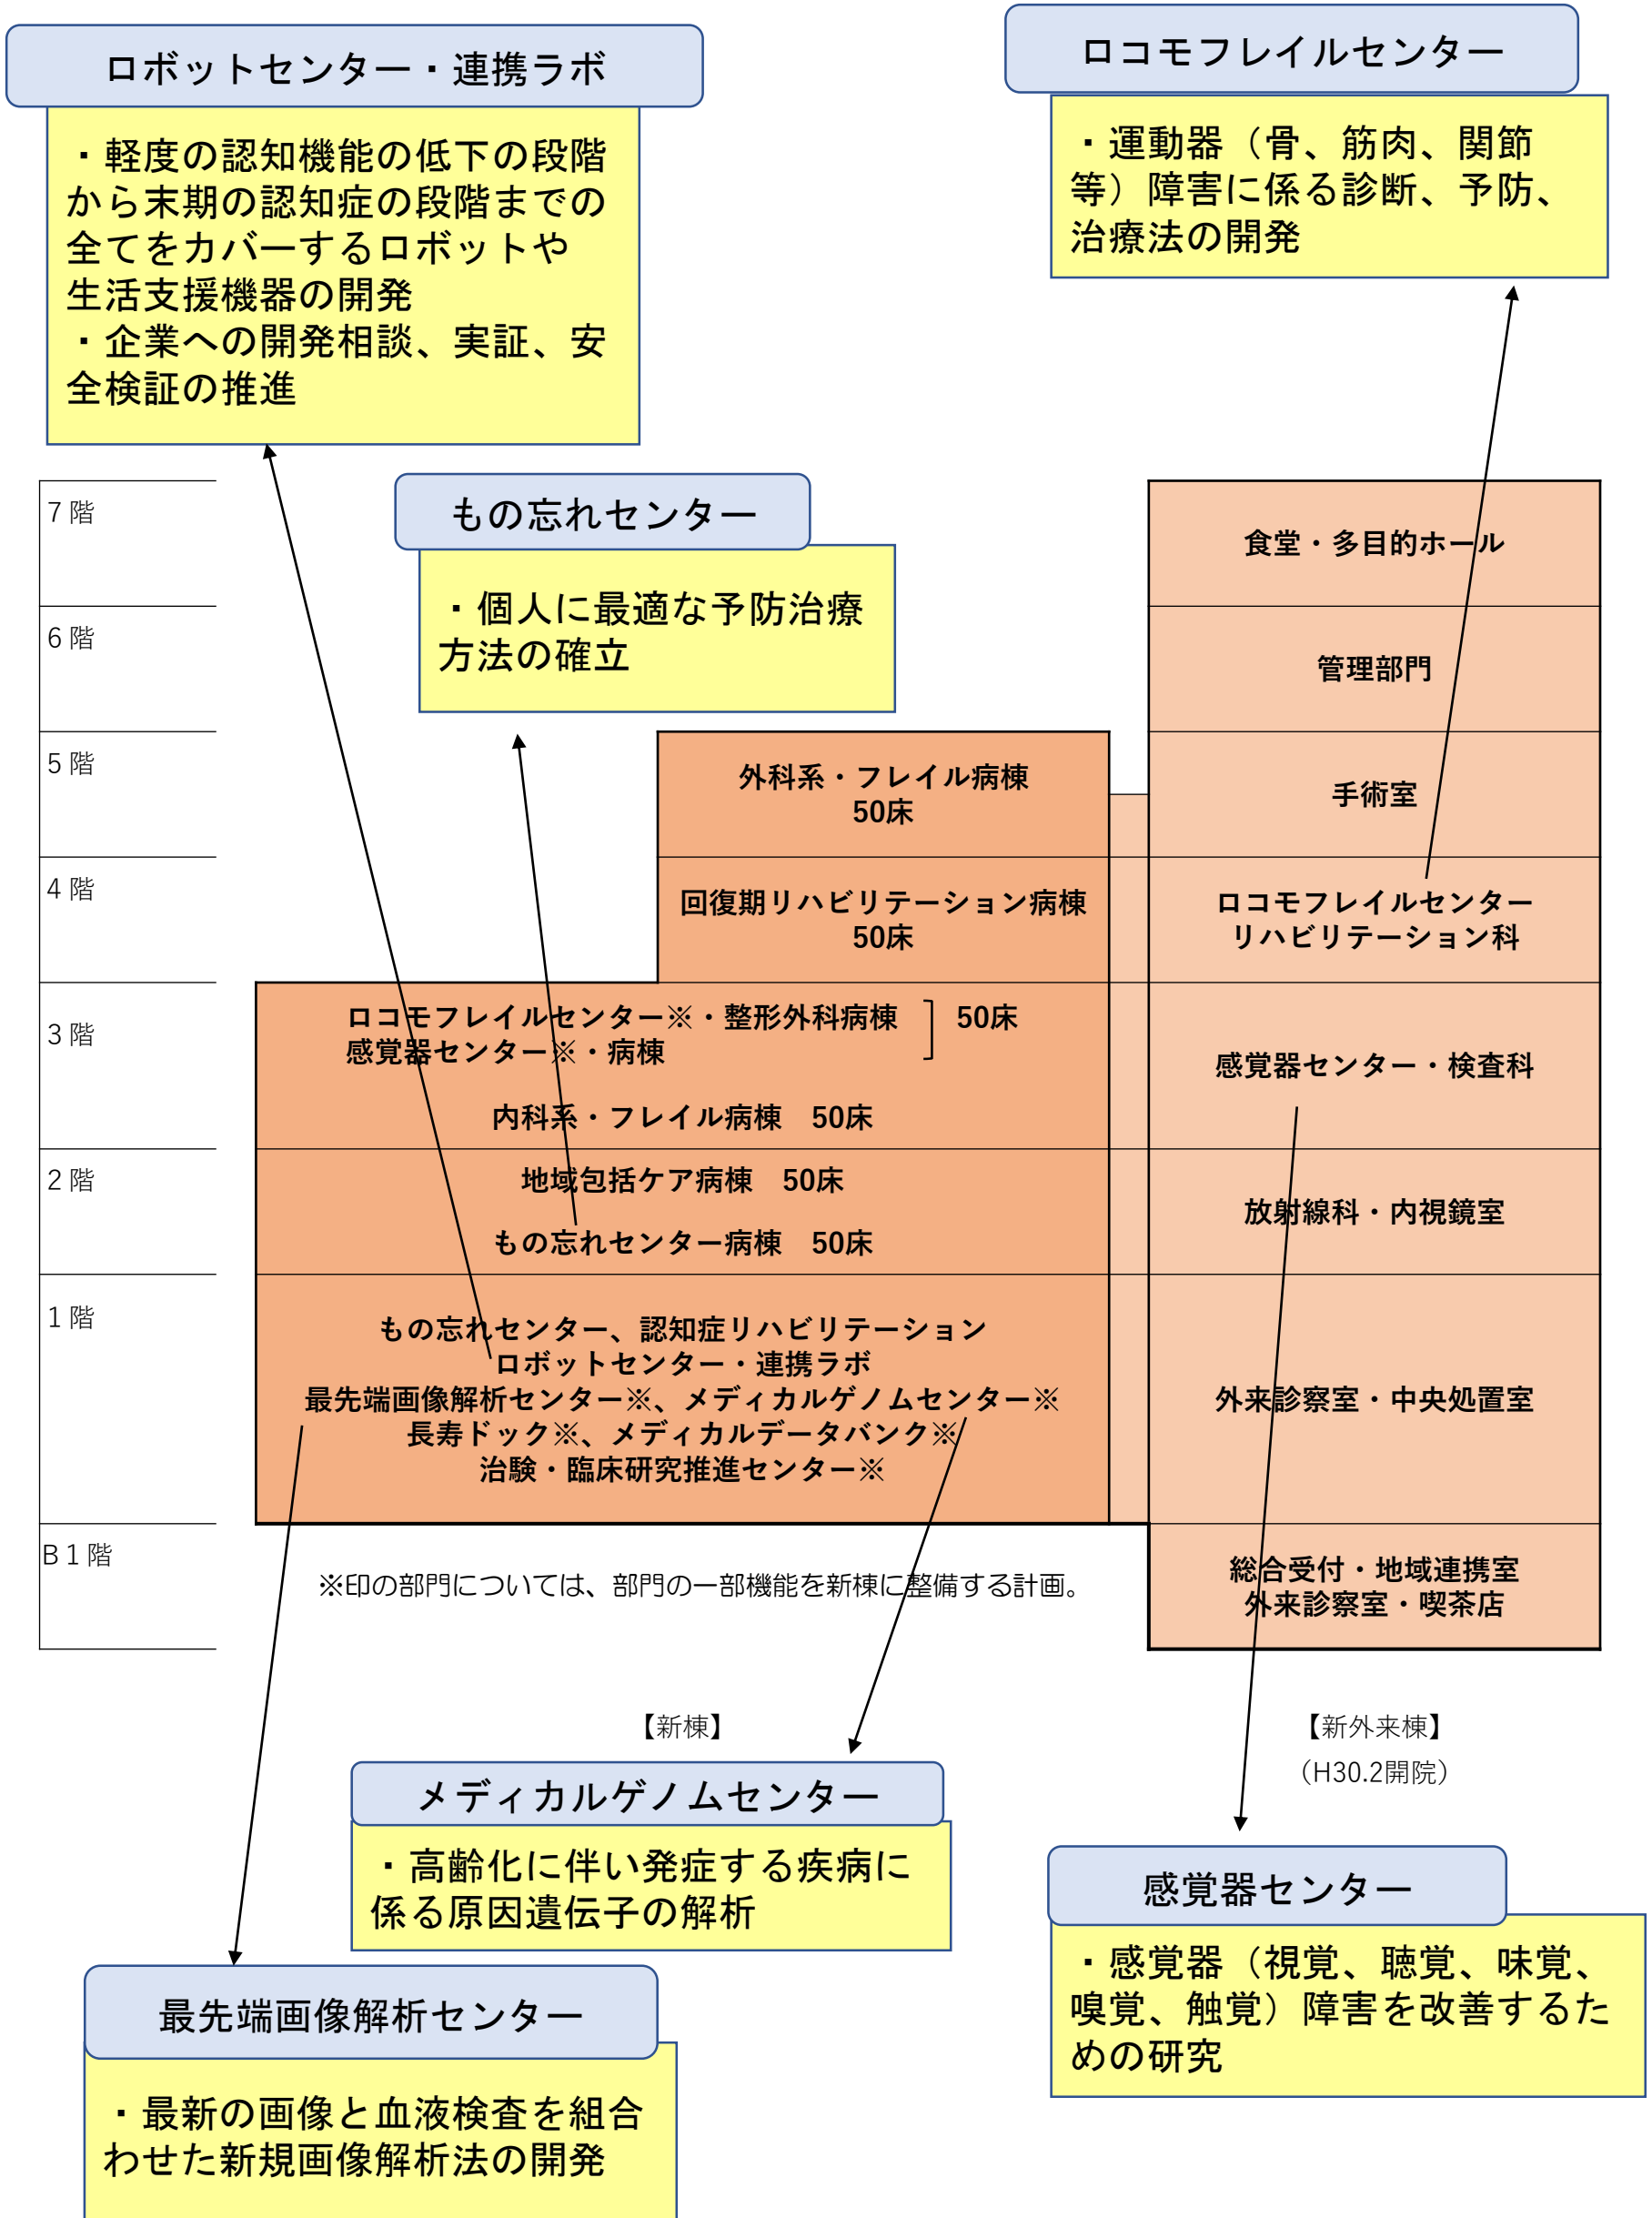 ロボットセンター・連携ラボ
・軽度の認知機能の低下の段階
から末期の認知症の段階までの
全てをカバーするロボットや
生活支援機器の開発
・企業への開発相談、実証、安
全検証の推進
ロコモフレイルセンター
・運動器（骨、筋肉、関節
等）障害に係る診断、予防、
治療法の開発
もの忘れセンター
・個人に最適な予防治療
方法の確立
7階
6階
5階
4階
3階
2階
1階
B1階
外科系・フレイル病棟
50床
回復期リハビリテーション病棟
50床
ロコモフレイルセンター※・整形外科病棟 50床
感覚器センター※・病棟
内科系・フレイル病棟 50床
地域包括ケア病棟 50床
もの忘れセンター病棟 50床
もの忘れセンター、認知症リハビリテーション
ロボットセンター・連携ラボ
最先端画像解析センター※、メディカルゲノムセンター※
長寿ドック※、メディカルデータバンク※
治験・臨床研究推進センター※
食堂・多目的ホール
管理部門
手術室
ロコモフレイルセンター
リハビリテーション科
感覚器センター・検査科
放射線科・内視鏡室
外来診察室・中央処置室
総合受付・地域連携室
外来診察室・喫茶店
※印の部門については、部門の一部機能を新棟に整備する計画。
【新棟】
【新外来棟】
（H30.2開院）
メディカルゲノムセンター
・高齢化に伴い発症する疾病に
係る原因遺伝子の解析
感覚器センター
・感覚器（視覚、聴覚、味覚、
嗅覚、触覚）障害を改善するた
めの研究
最先端画像解析センター
・最新の画像と血液検査を組合
わせた新規画像解析法の開発